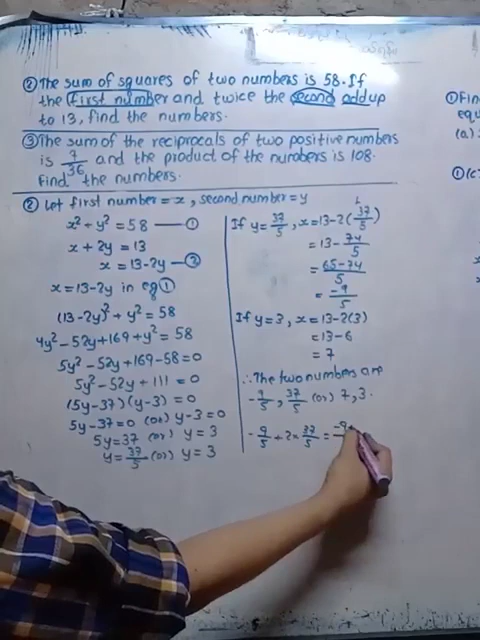 ② The sum of squares of two numbers is 58. If
the first number and twice the second add up
to 13, find the numbers.
③ The sum of the reciprocals of two positive numbers
is 7/36 and the product of the numbers is 108.
Find the numbers.
② Let first number = x, second number = y
x² + y² = 58 — ①
x + 2y = 13
x = 13-2y — ②
x = 13-2y in eq ①
(13-2y)² + y² = 58
4y² - 52y + 169 + y² = 58
5y² - 52y + 169 - 58 = 0
5y² - 52y + 111 = 0
(5y-37)(y-3) = 0
5y-37 = 0 (or) y-3 = 0
5y = 37 (or) y = 3
y = 37/5 (or) y = 3
If y = 37/5, x = 13-2(37/5)
= 13 - 74/5
= 65-74/5
= -9/5
If y = 3, x = 13-2(3)
= 13-6
= 7
∴ The two numbers are
-9/5, 37/5 (or) 7, 3.
-9/5 + 2× 37/5 = -9+
① Fin
equ
(a)
① (c)